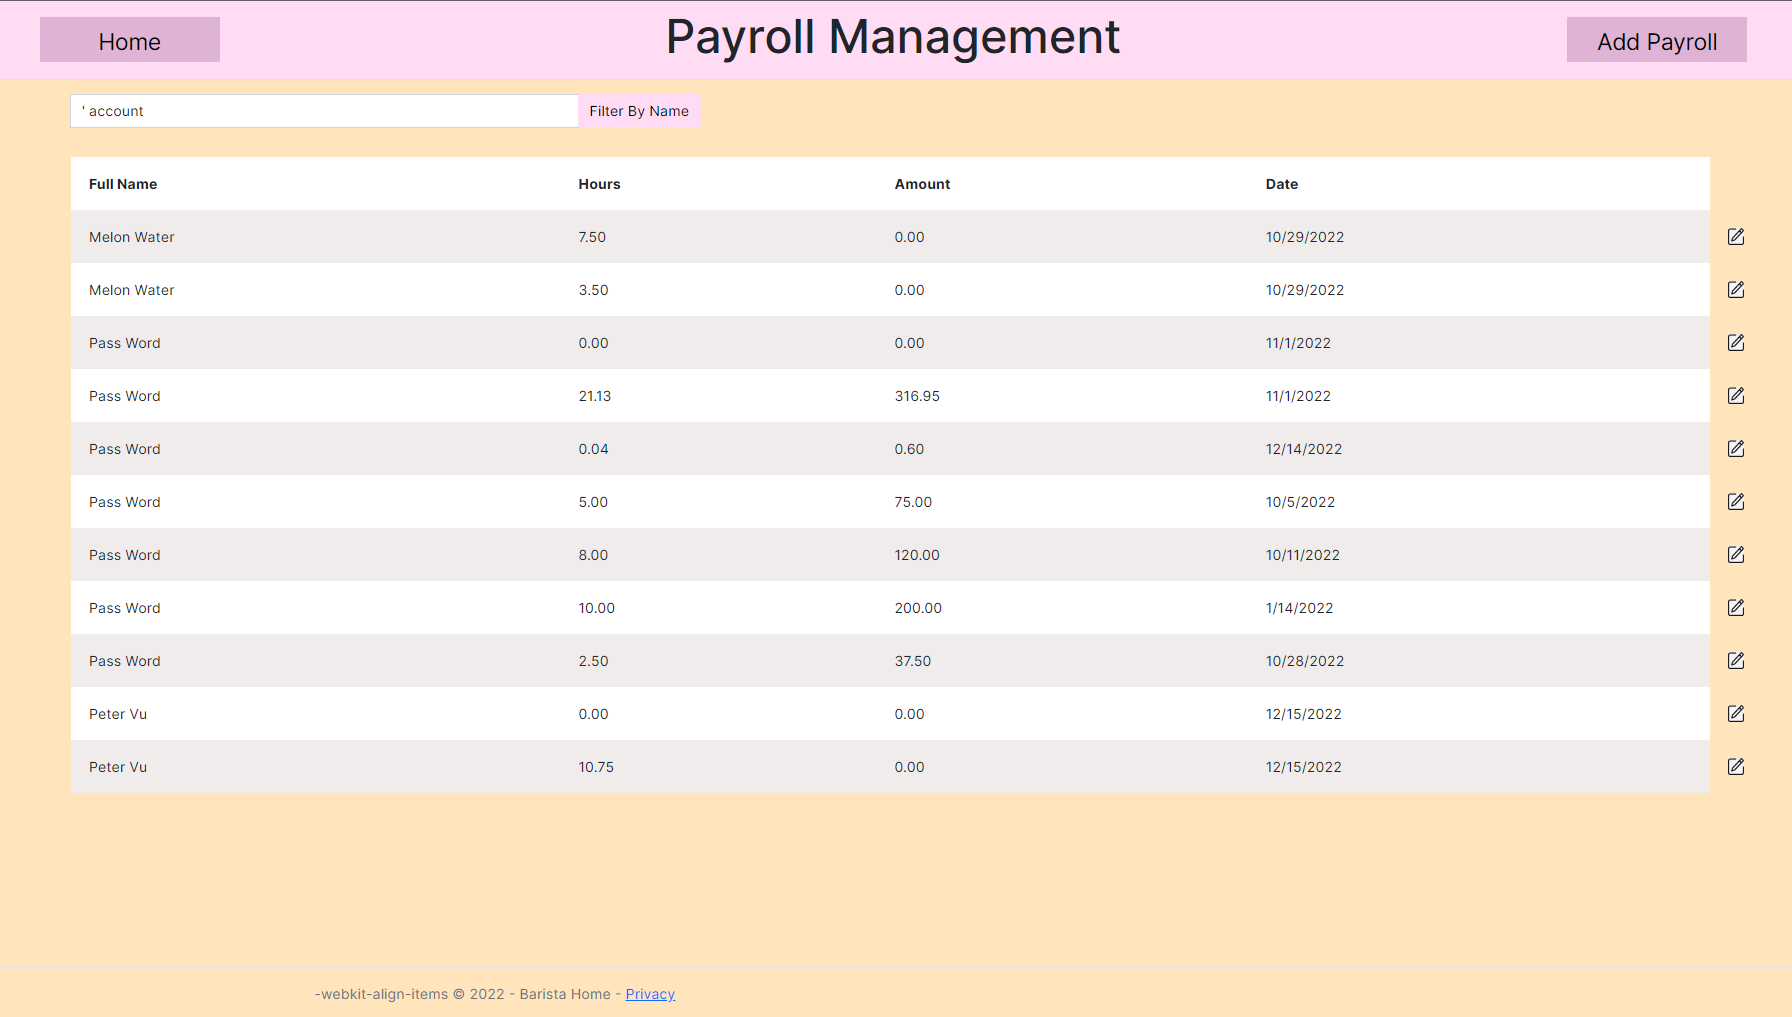 Home Payroll Management Add Payroll
' account Filter By Name
Full Name Hours Amount Date
Melon Water 7.50 0.00 10/29/2022
Melon Water 3.50 0.00 10/29/2022
Pass Word 0.00 0.00 11/1/2022
Pass Word 21.13 316.95 11/1/2022
Pass Word 0.04 0.60 12/14/2022
Pass Word 5.00 75.00 10/5/2022
Pass Word 8.00 120.00 10/11/2022
Pass Word 10.00 200.00 1/14/2022
Pass Word 2.50 37.50 10/28/2022
Peter Vu 0.00 0.00 12/15/2022
Peter Vu 10.75 0.00 12/15/2022
-webkit-align-items © 2022 - Barista Home - Privacy